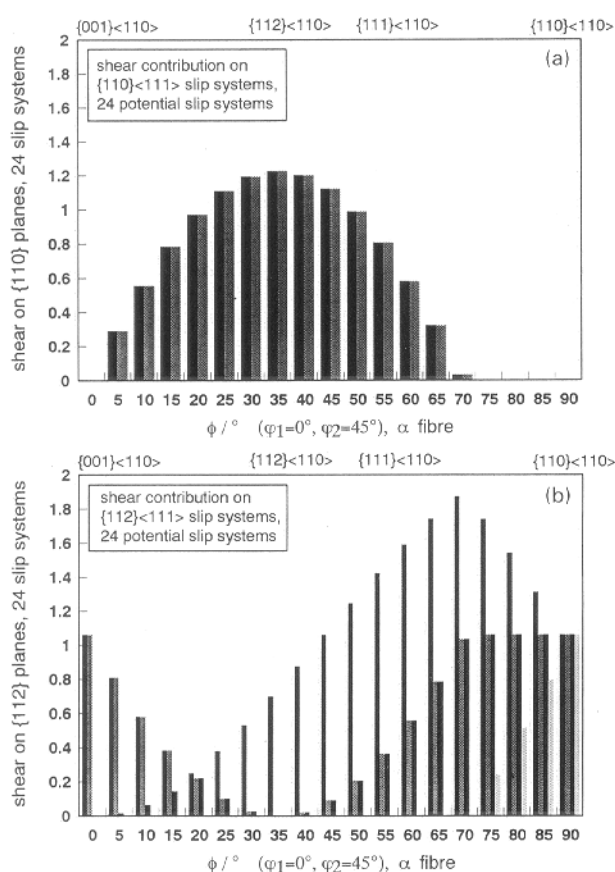 {001}<110> {112}<110> {111}<110> {110}<110>
2
1.8
1.6
1.4
1.2
1
0.8
0.6
0.4
0.2
0
shear on {110} planes, 24 slip systems
shear contribution on
{110}<111> slip systems,
24 potential slip systems
(a)
0 5 10 15 20 25 30 35 40 45 50 55 60 65 70 75 80 85 90
ϕ/° (φ1=0°, φ2=45°), α fibre
{001}<110> {112}<110> {111}<110> {110}<110>
2
1.8
1.6
1.4
1.2
1
0.8
0.6
0.4
0.2
0
shear on {112} planes, 24 slip systems
shear contribution on
{112}<111> slip systems,
24 potential slip systems
(b)
0 5 10 15 20 25 30 35 40 45 50 55 60 65 70 75 80 85 90
ϕ/° (φ1=0°, φ2=45°), α fibre